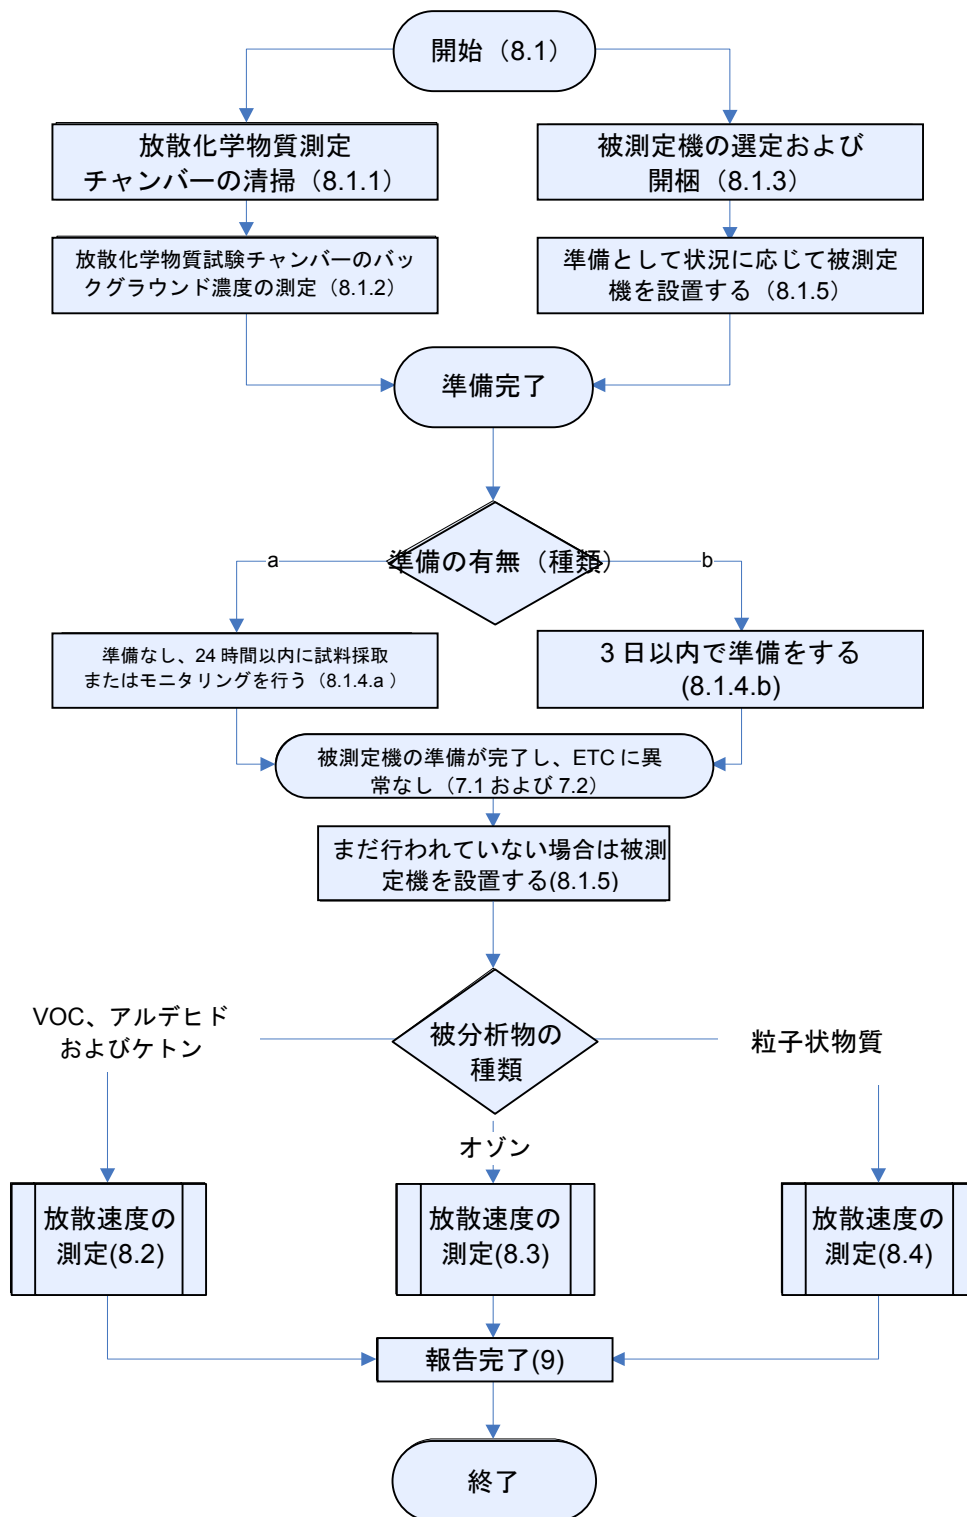 開始（8.1）
放散化学物質測定
チャンバーの清掃（8.1.1）
被測定機の選定および
開梱（8.1.3）
放散化学物質試験チャンバーのバッ
クグラウンド濃度の測定（8.1.2）
準備として状況に応じて被測定
機を設置する（8.1.5）
準備完了
準備の有無（種類）
a
b
準備なし、24 時間以内に試料採取
またはモニタリングを行う（8.1.4.a ）
3 日以内で準備をする
(8.1.4.b)
被測定機の準備が完了し、ETC に異
常なし（7.1 および 7.2）
まだ行われていない場合は被測
定機を設置する(8.1.5)
VOC、アルデヒド
およびケトン
被分析物の
種類
粒子状物質
オゾン
放散速度の
測定(8.2)
放散速度の
測定(8.3)
放散速度の
測定(8.4)
報告完了(9)
終了